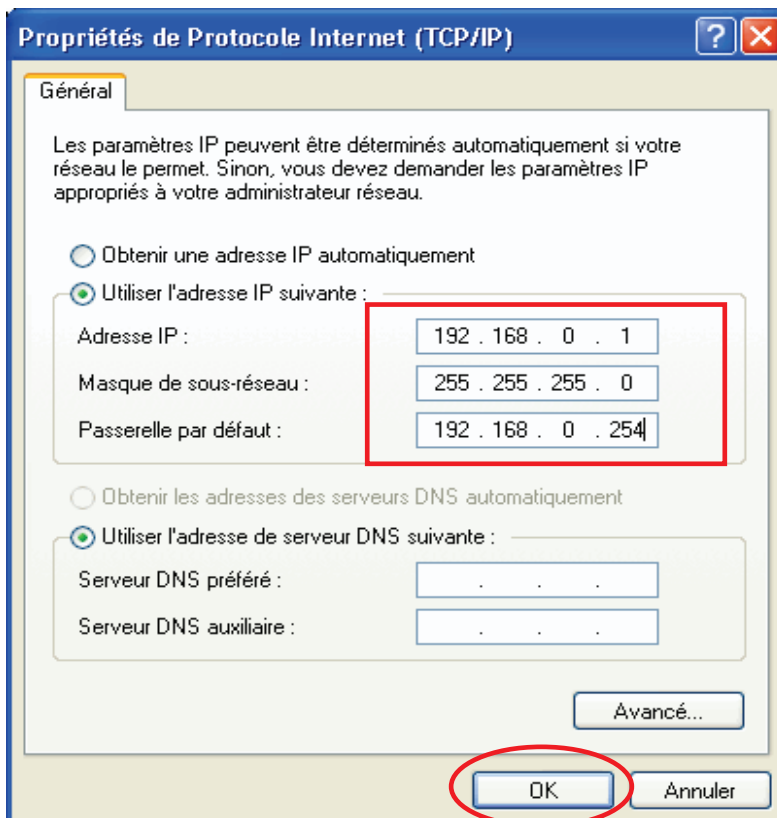 Propriétés de Protocole Internet (TCP/IP)
Général
Les paramètres IP peuvent être déterminés automatiquement si votre
réseau le permet. Sinon, vous devez demander les paramètres IP
appropriés à votre administrateur réseau.
Obtenir une adresse IP automatiquement
Utiliser l'adresse IP suivante :
Adresse IP : 192 . 168 . 0 . 1
Masque de sous-réseau : 255 . 255 . 255 . 0
Passerelle par défaut : 192 . 168 . 0 . 254
Obtenir les adresses des serveurs DNS automatiquement
Utiliser l'adresse de serveur DNS suivante :
Serveur DNS préféré : . . .
Serveur DNS auxiliaire : . . .
Avancé...
OK Annuler